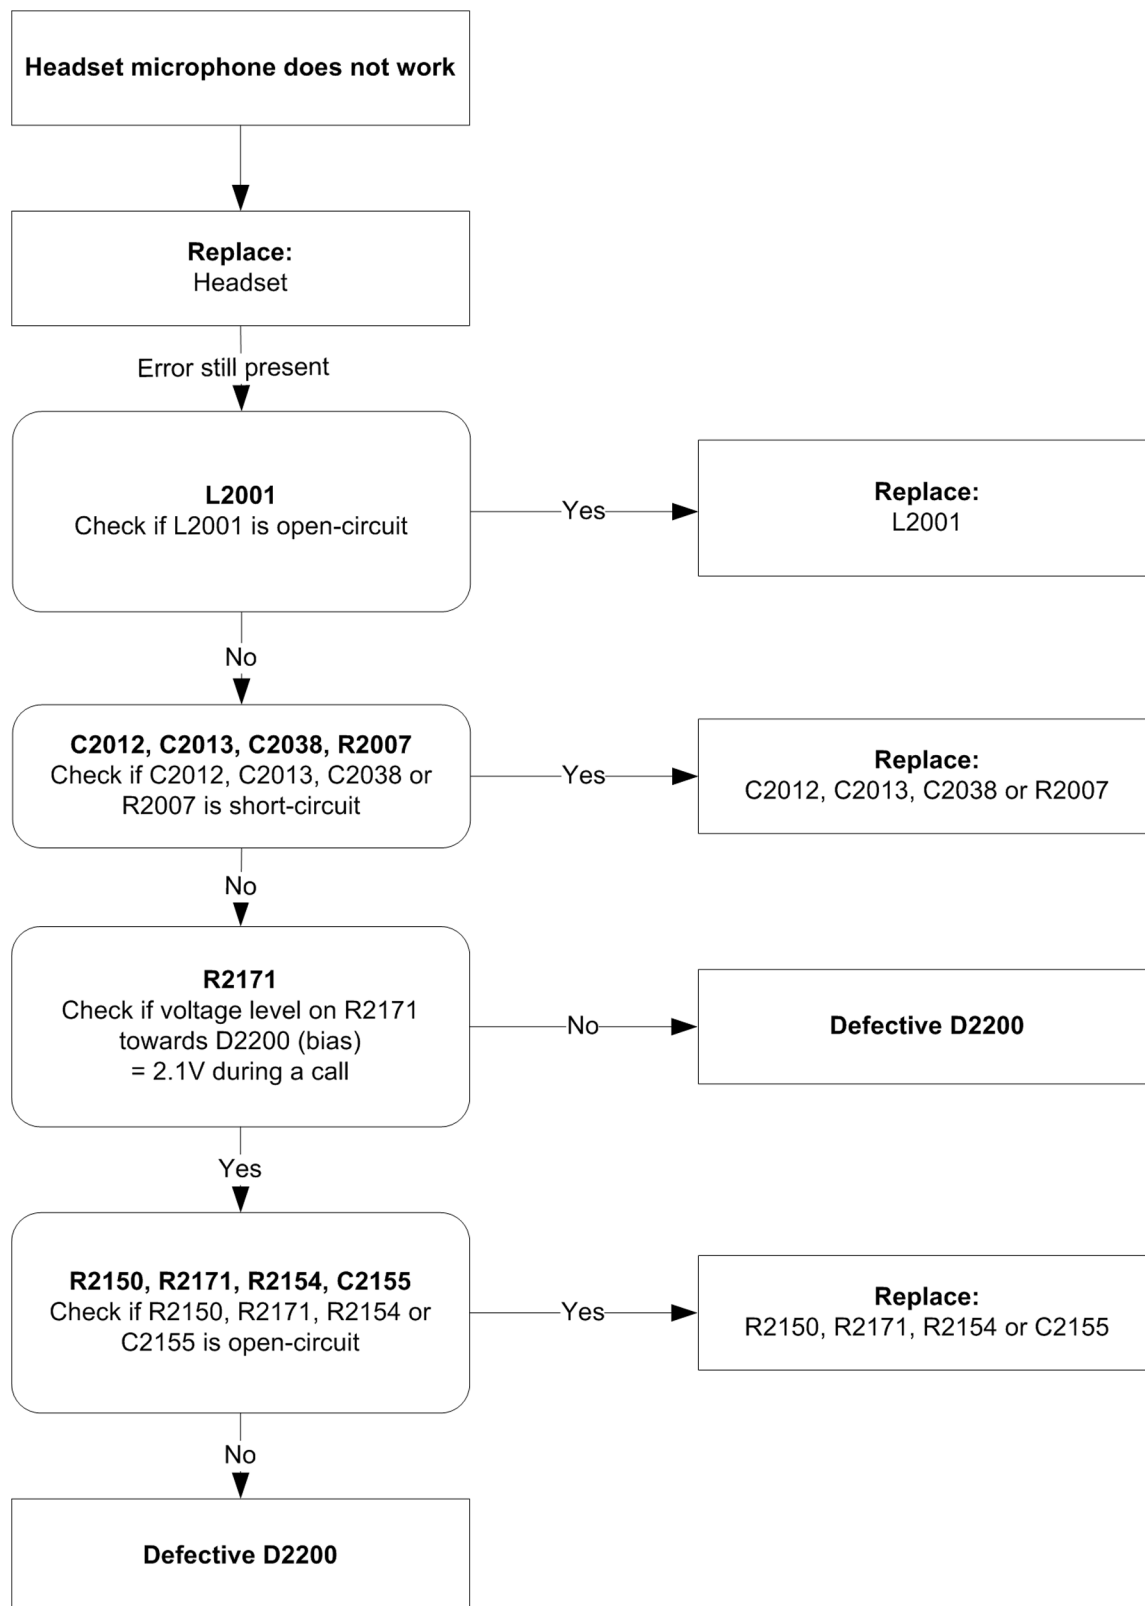 Headset microphone does not work
Replace:
Headset
Error still present
L2001
Check if L2001 is open-circuit
Yes
Replace:
L2001
No
C2012, C2013, C2038, R2007
Check if C2012, C2013, C2038 or
R2007 is short-circuit
Yes
Replace:
C2012, C2013, C2038 or R2007
No
R2171
Check if voltage level on R2171
towards D2200 (bias)
= 2.1V during a call
No
Defective D2200
Yes
R2150, R2171, R2154, C2155
Check if R2150, R2171, R2154 or
C2155 is open-circuit
Yes
Replace:
R2150, R2171, R2154 or C2155
No
Defective D2200